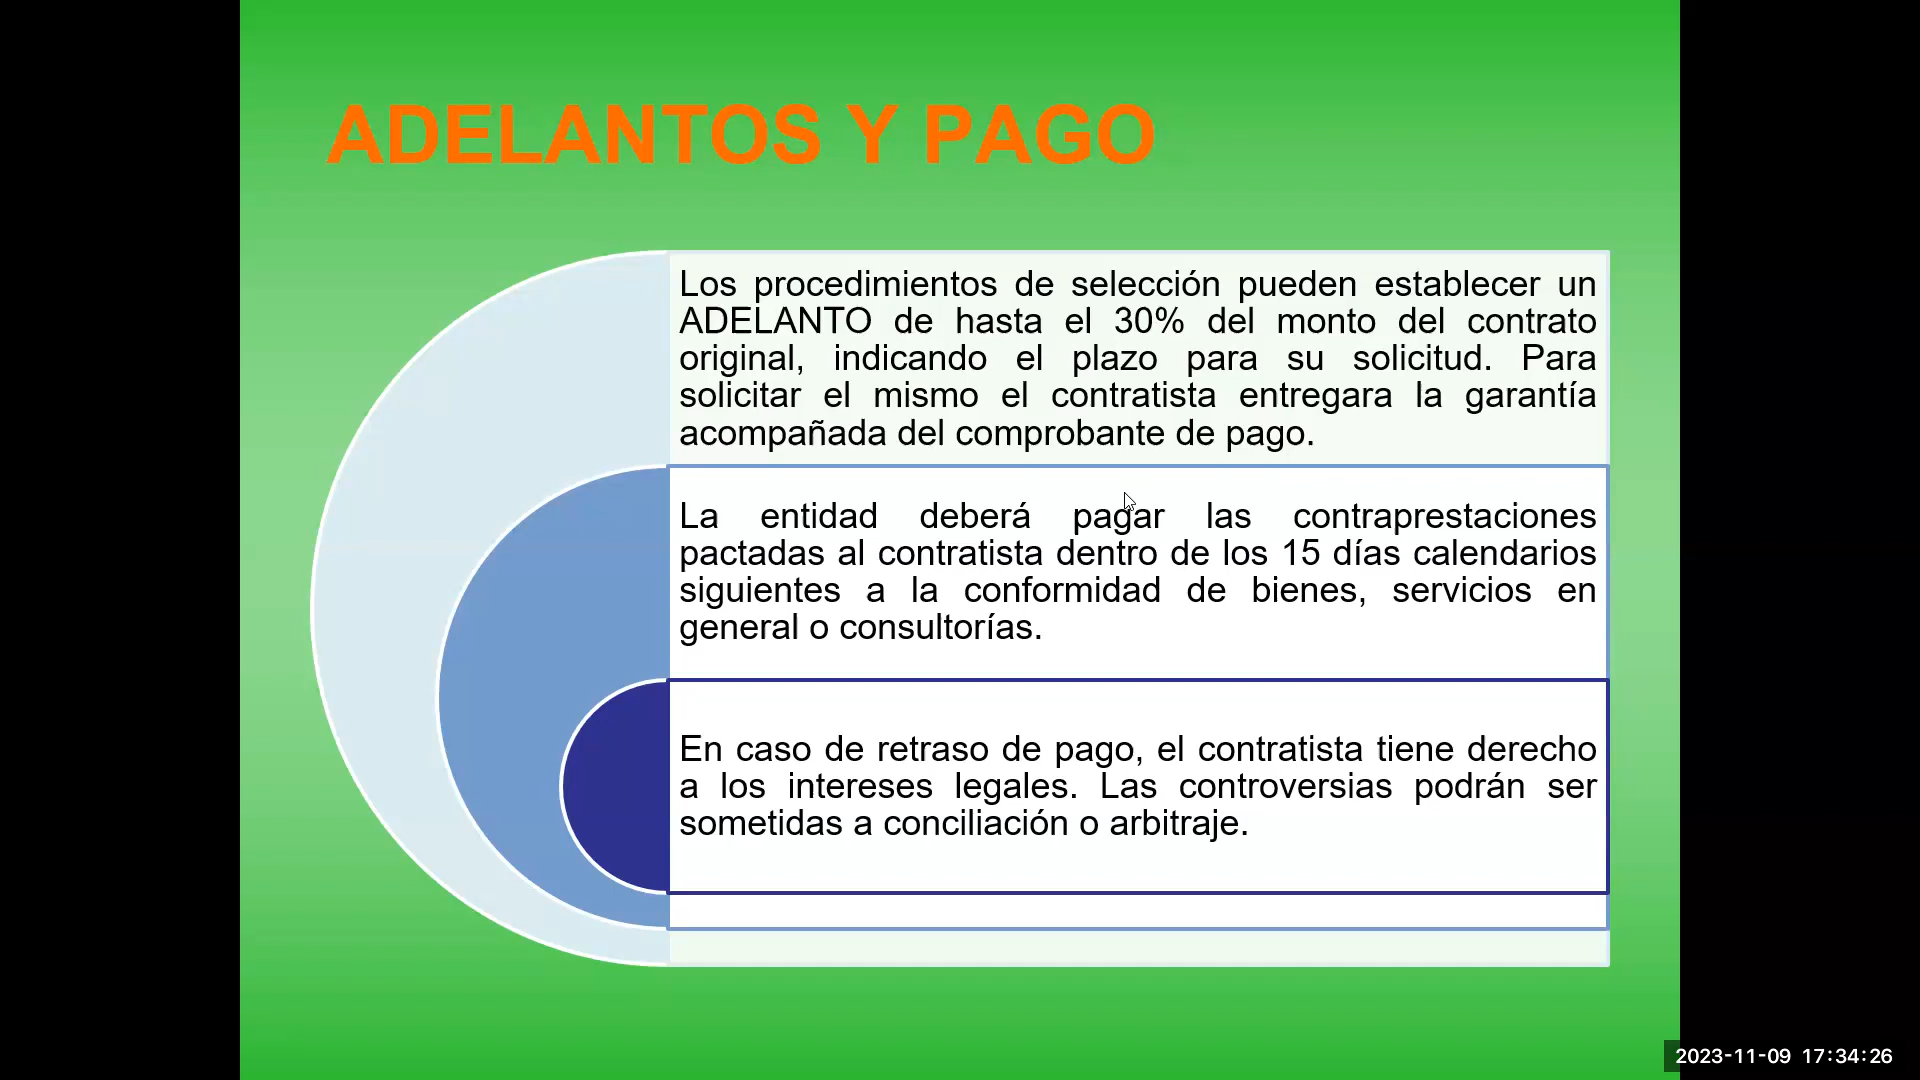 ADELANTOS Y PAGO
Los procedimientos de selección pueden establecer un
ADELANTO de hasta el 30% del monto del contrato
original, indicando el plazo para su solicitud. Para
solicitar el mismo el contratista entregara la garantía
acompañada del comprobante de pago.
La entidad deberá pagar las contraprestaciones
pactadas al contratista dentro de los 15 días calendarios
siguientes a la conformidad de bienes, servicios en
general o consultorías.
En caso de retraso de pago, el contratista tiene derecho
a los intereses legales. Las controversias podrán ser
sometidas a conciliación o arbitraje.
2023-11-09 17:34:26